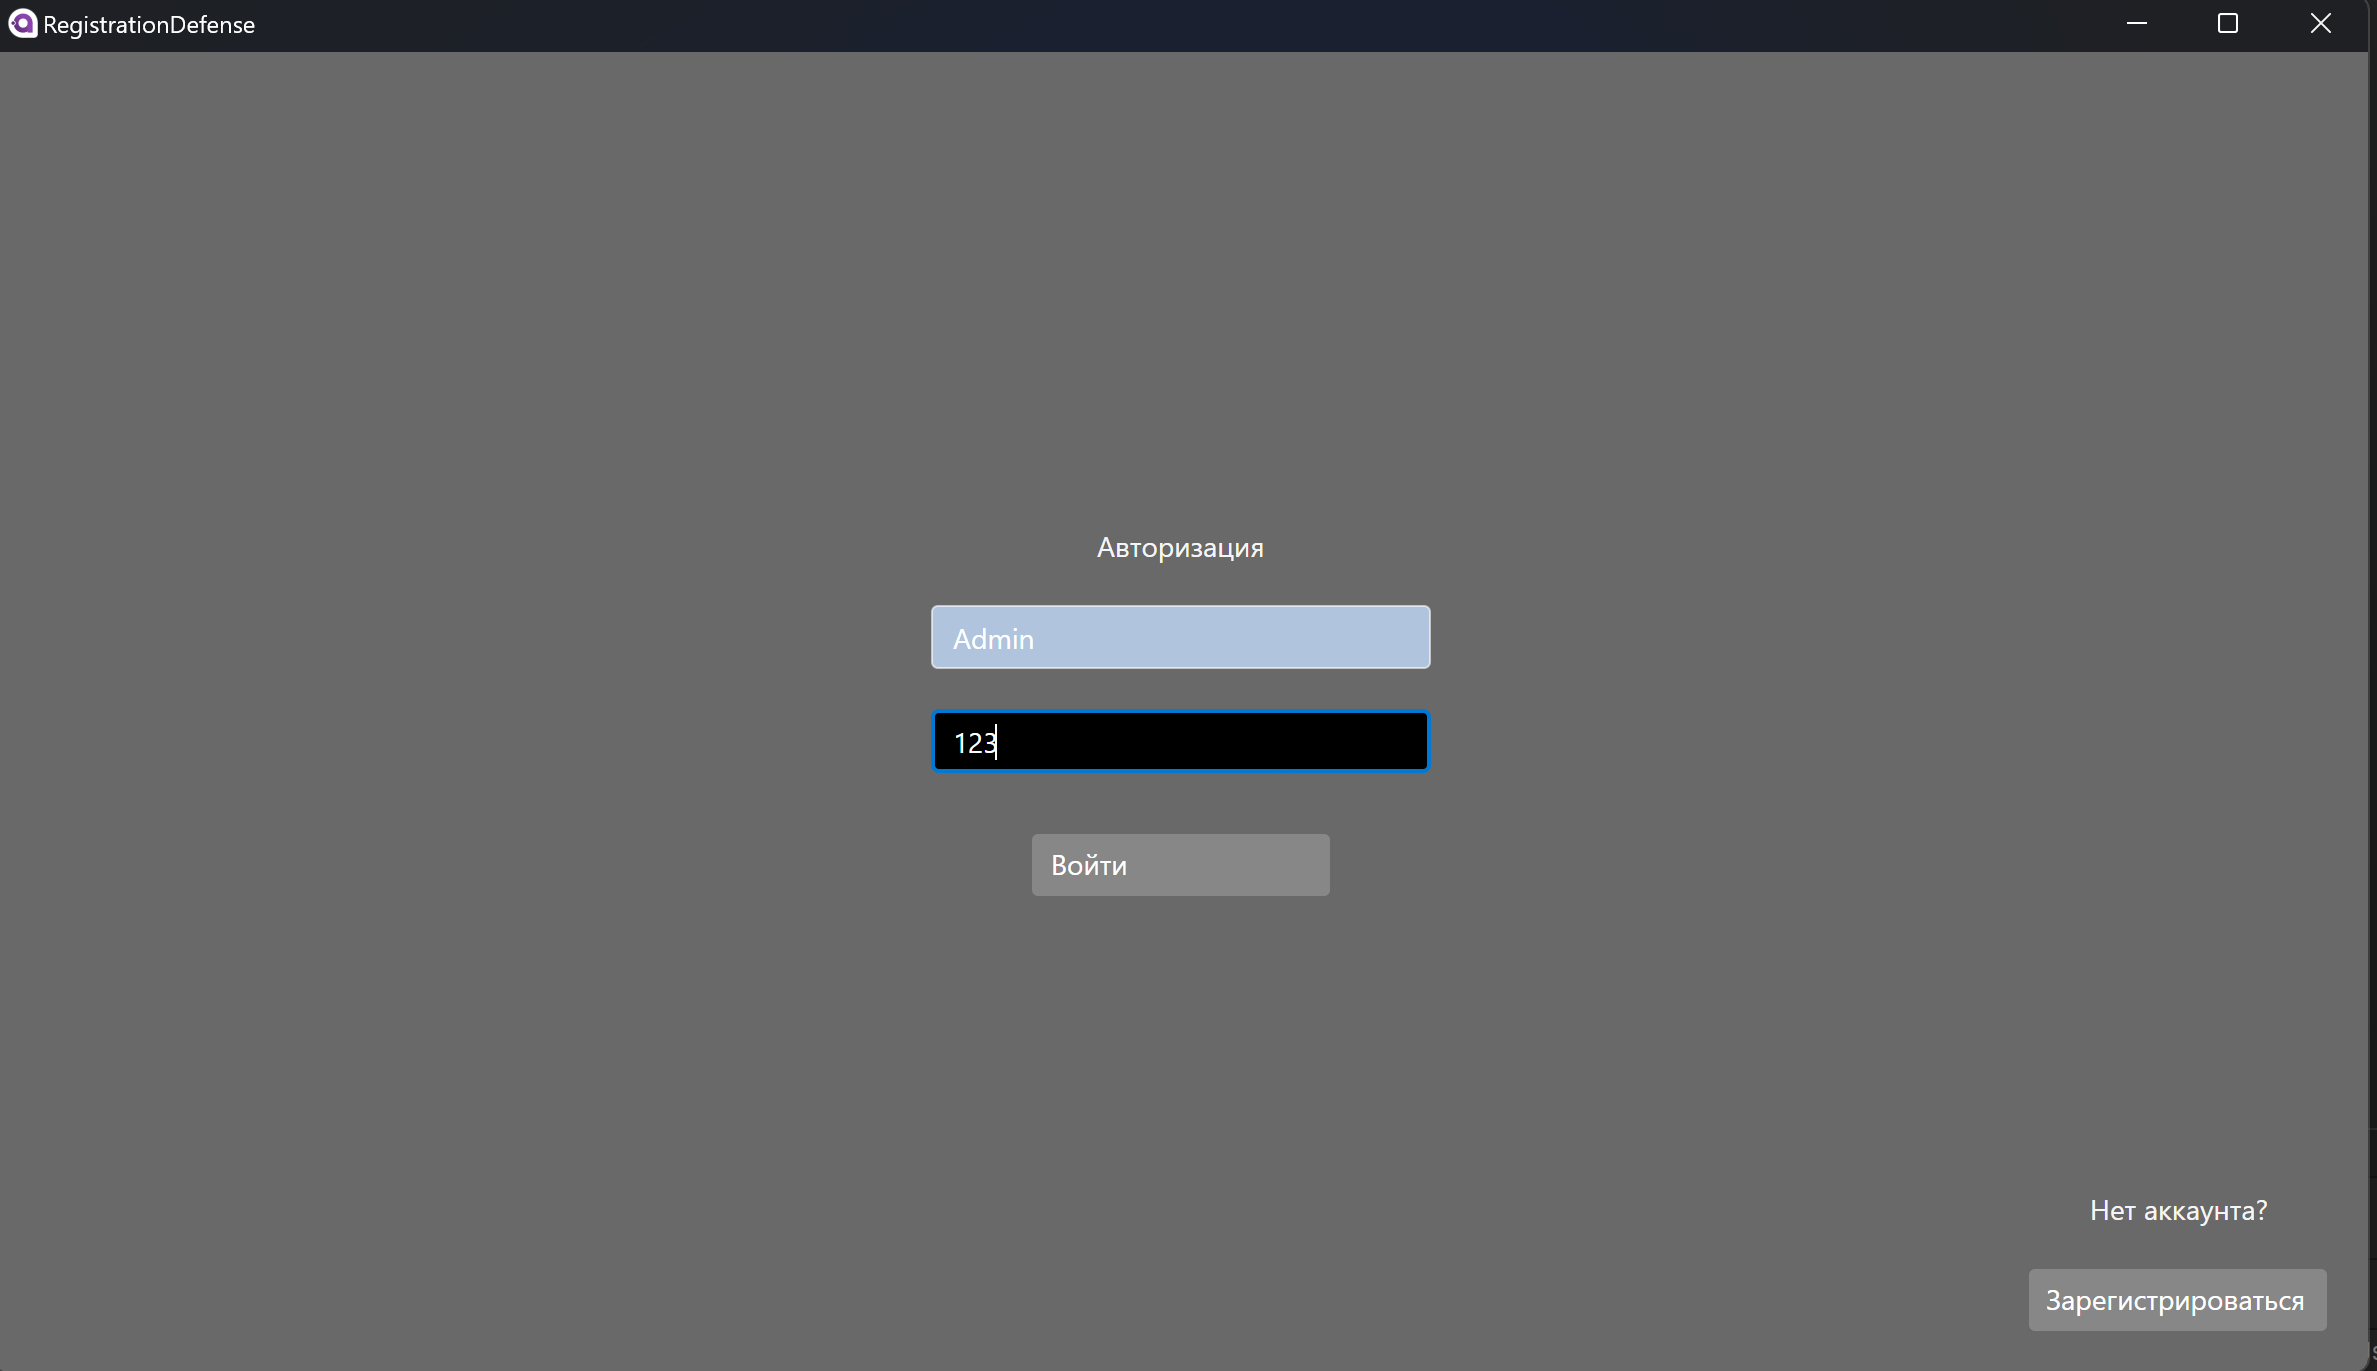 RegistrationDefense
Авторизация
Admin
123
Войти
Нет аккаунта?
Зарегистрироваться